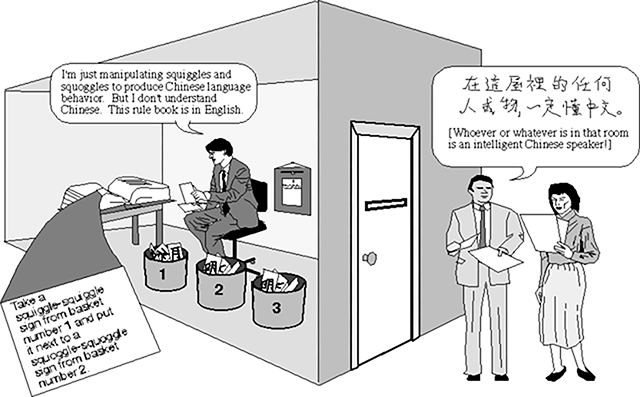 I'm just manipulating squiggles and
squoggles to produce Chinese language
behavior. But I don't understand
Chinese. This rule book is in English.
在這屋裡的任何
人或物,一定懂中文。
[Whoever or whatever is in that room
is an intelligent Chinese speaker!]
1
2
3
Take a
squiggle-squiggle
sign from basket
number 1 and put
it next to a
squoggle-squoggle
sign from basket
number 2.